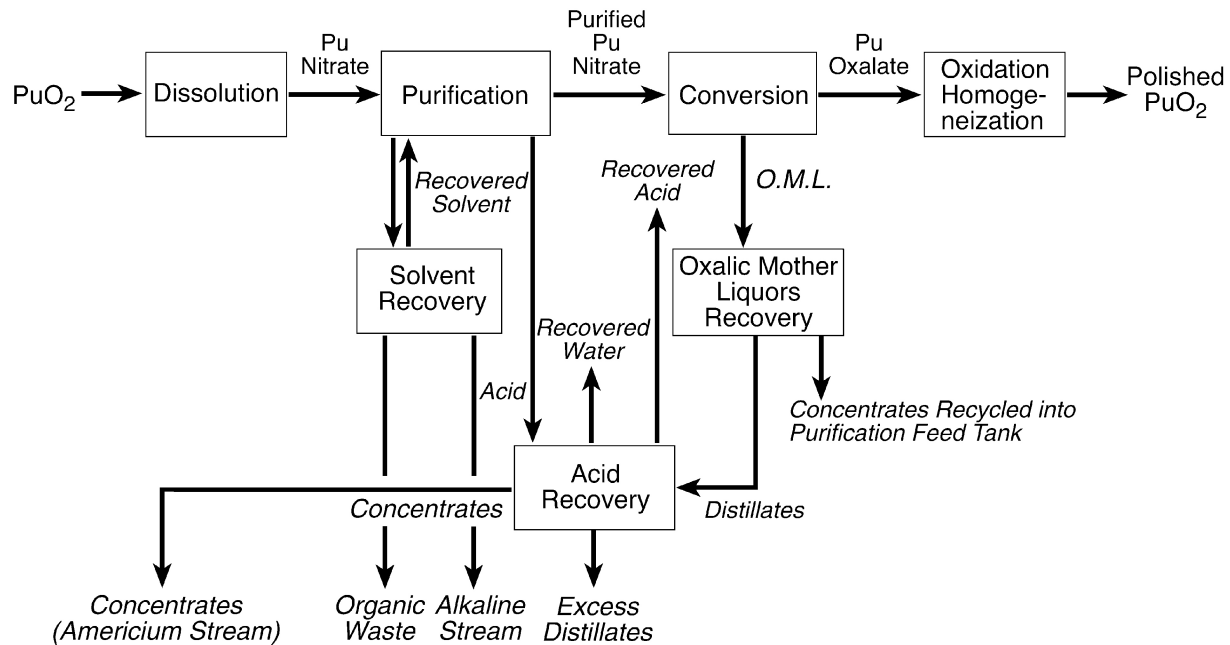 PuO2
Dissolution
Pu
Nitrate
Purification
Purified
Pu
Nitrate
Conversion
Pu
Oxalate
Oxidation
Homoge-
neization
Polished
PuO2
Recovered
Solvent
Recovered
Acid
O.M.L.
Solvent
Recovery
Oxalic Mother
Liquors
Recovery
Recovered
Water
Acid
Concentrates Recycled into
Purification Feed Tank
Acid
Recovery
Concentrates
Distillates
Concentrates
(Americium Stream)
Organic
Waste
Alkaline
Stream
Excess
Distillates